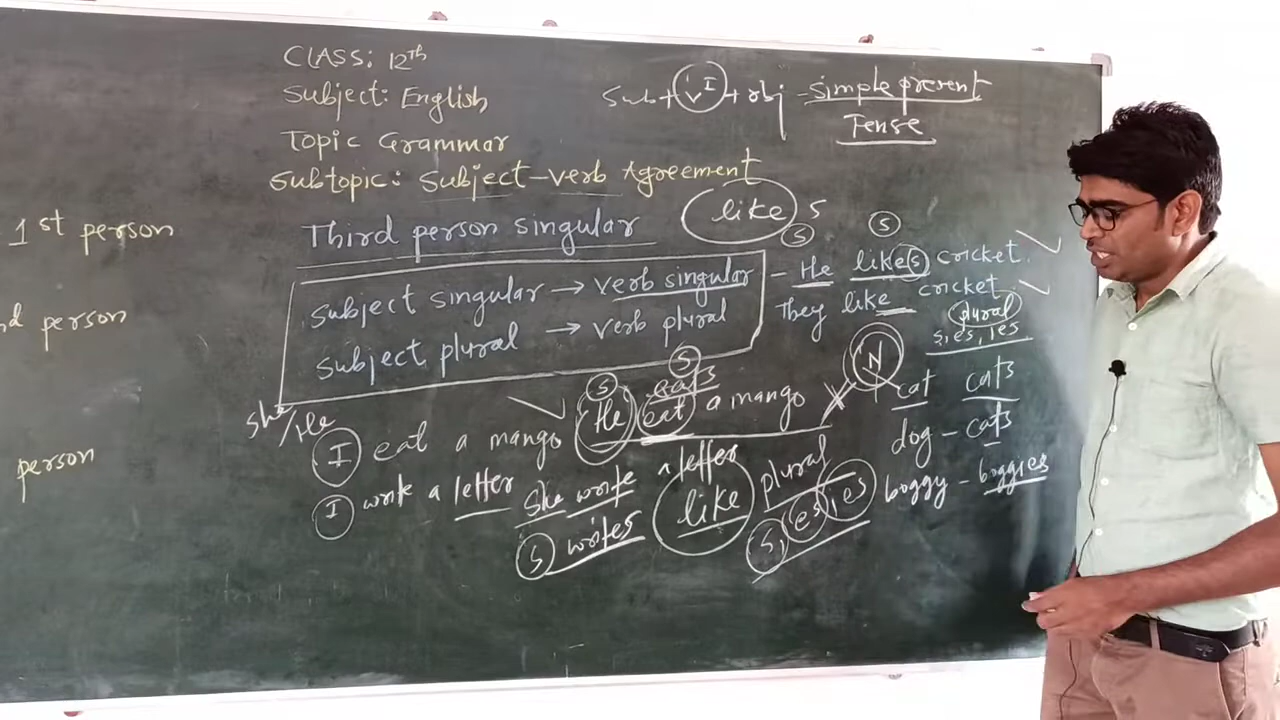 CLASS: 12th
Subject: English
Sub + V I + obj - simple present
Tense
Topic Grammar
Subtopic: Subject-verb Agreement
1st person
Third person singular
like s
s
s
Subject singular → verb singular
- He likes cricket.
nd person
Subject plural → verb plural
They like cricket.
plural
s, es, ies
N
cat cats
dog - cats
boggy - boggies
She/He
s
s
eats
I eat a mango
He eat a mango
person
I write a letter
She write a letter
s writes
like
plural
s, es, ies